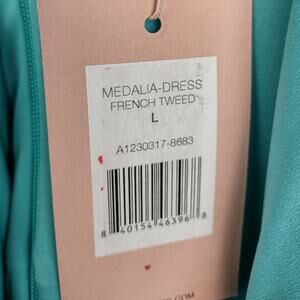 MEDALIA-DRESS
FRENCH TWEED
L
A1230317-8683
8 40154 46396 8